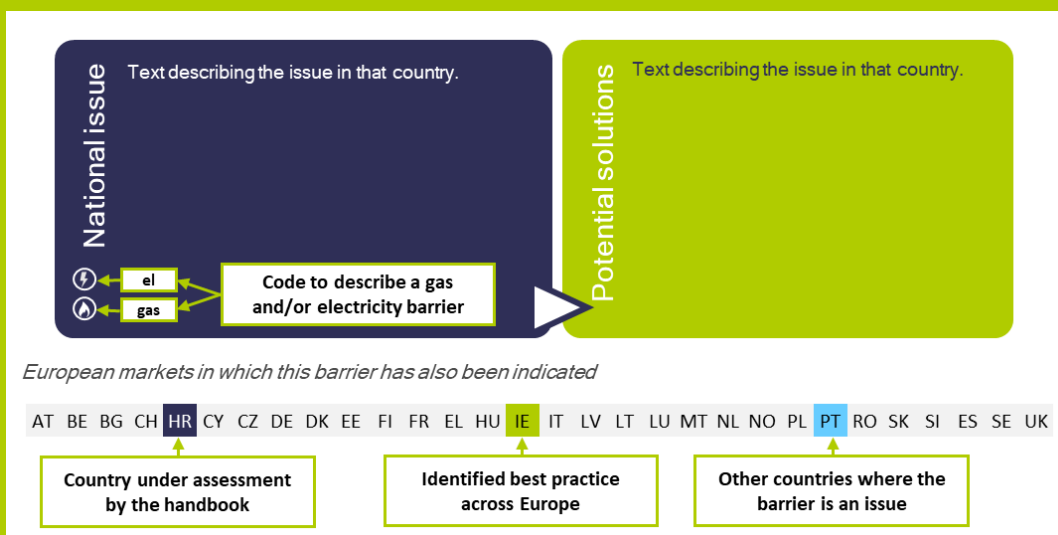 National issue
Text describing the issue in that country.
el
gas
Code to describe a gas
and/or electricity barrier
Potential solutions
Text describing the issue in that country.
European markets in which this barrier has also been indicated
AT BE BG CH HR CY CZ DE DK EE FI FR EL HU IE IT LV LT LU MT NL NO PL PT RO SK SI ES SE UK
Country under assessment
by the handbook
Identified best practice
across Europe
Other countries where the
barrier is an issue